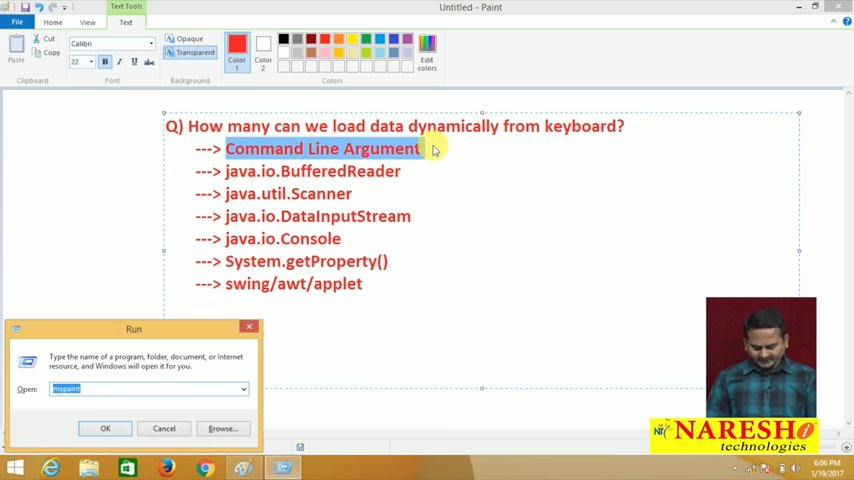 Text Tools
Untitled - Paint
File
Home
View
Text
Paste
Cut
Copy
Clipboard
Calibri
22
B
I
U
abc
Font
Opaque
Transparent
Background
Color
1
Color
2
Edit
colors
Colors
Q) How many can we load data dynamically from keyboard?
---> Command Line Argument
---> java.io.BufferedReader
---> java.util.Scanner
---> java.io.DataInputStream
---> java.io.Console
---> System.getProperty()
---> swing/awt/applet
Run
Type the name of a program, folder, document, or Internet
resource, and Windows will open it for you.
Open:
mspaint
OK
Cancel
Browse...
NARESH i
technologies
6:06 PM
1/19/2017